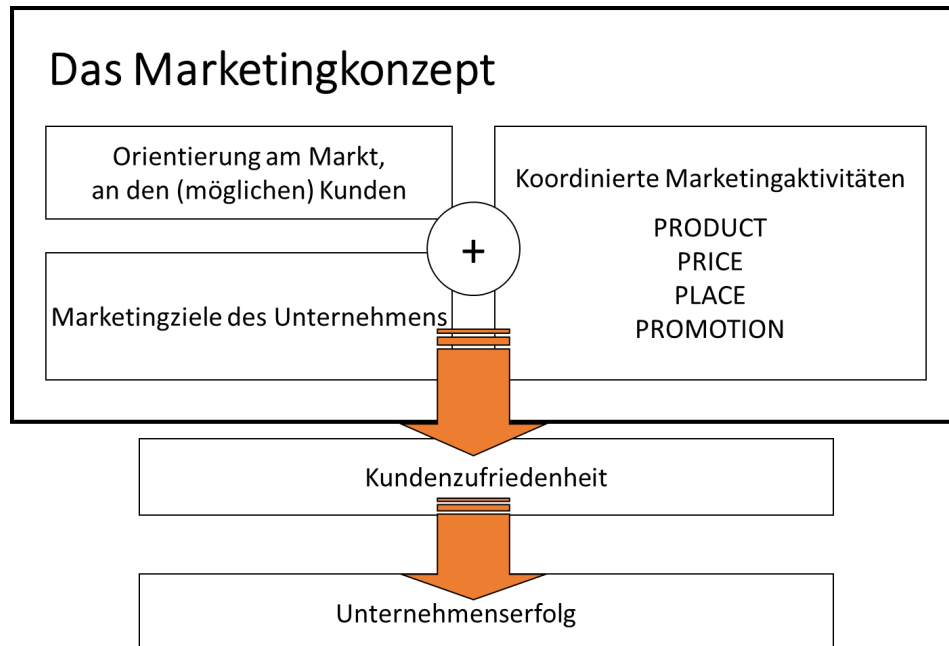 Das Marketingkonzept
Orientierung am Markt,
an den (möglichen) Kunden
Marketingziele des Unternehmens
+
Koordinierte Marketingaktivitäten
PRODUCT
PRICE
PLACE
PROMOTION
Kundenzufriedenheit
Unternehmenserfolg